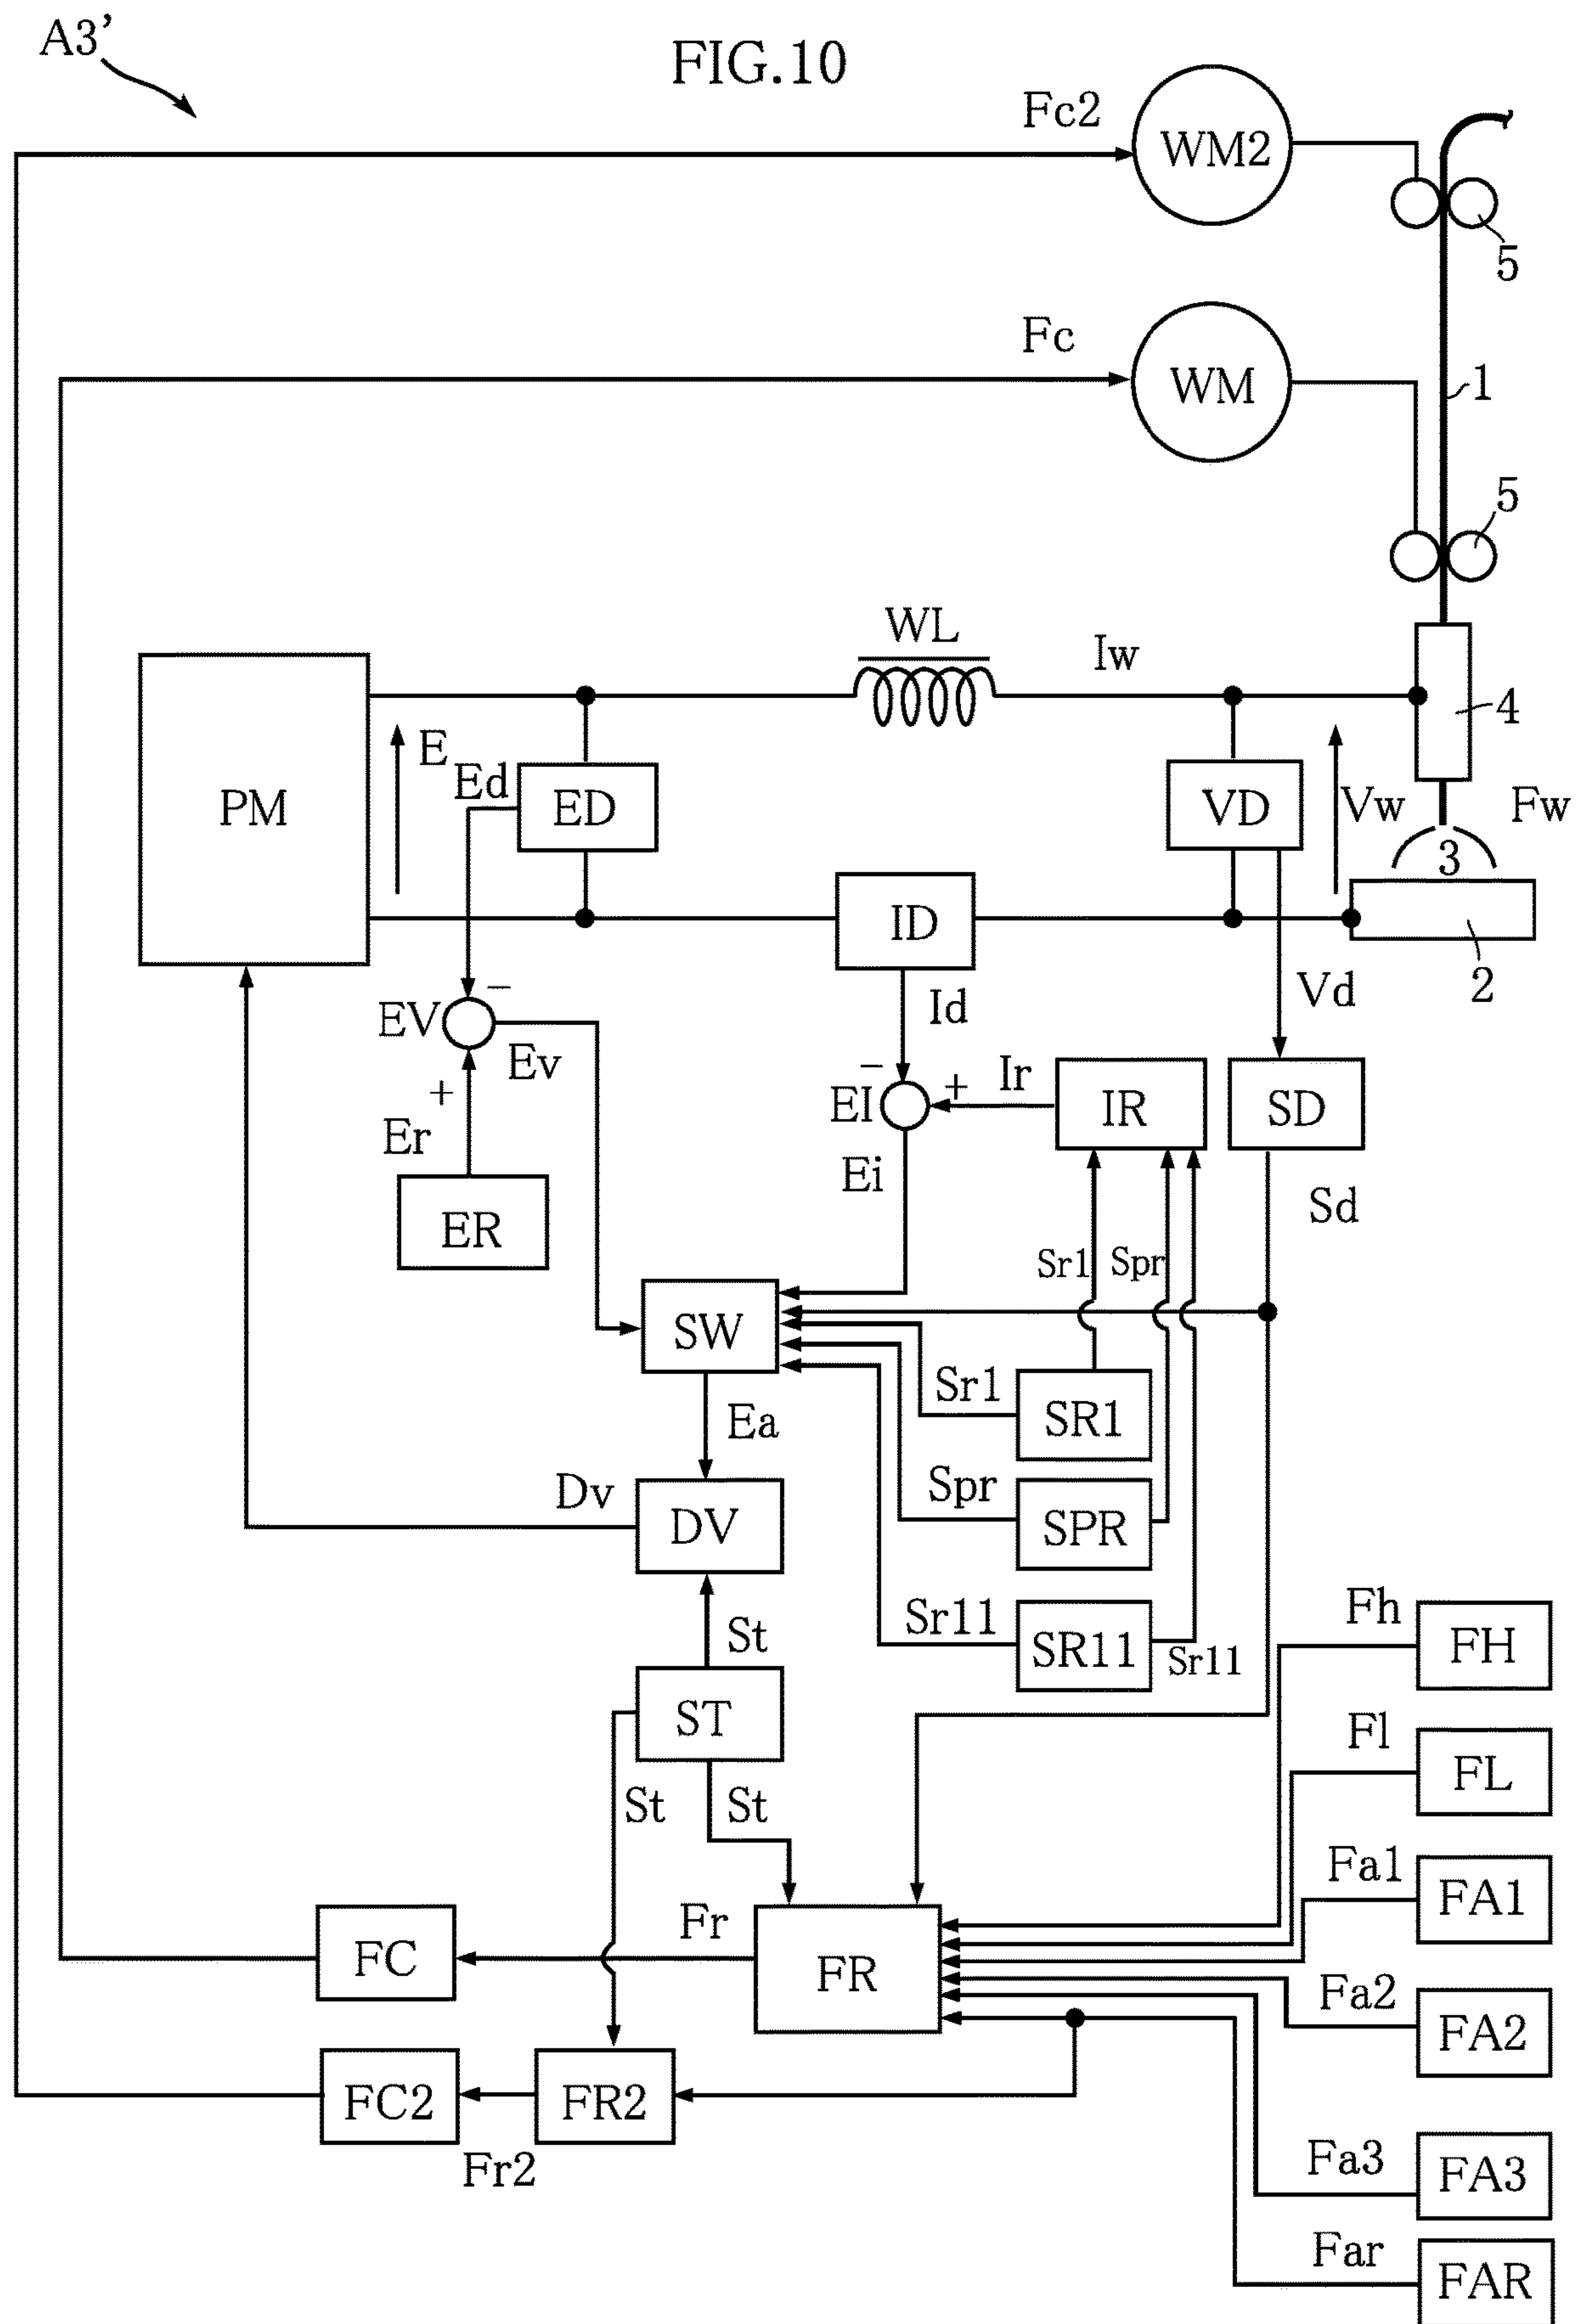 A3’
FIG.10
Fc2
WM2
5
Fc
WM
1
5
WL
Iw
4
PM
E
Ed
ED
VD
Vw
Fw
3
ID
2
EV
−
Ev
+
Er
ER
Id
−
EI
+
Ir
IR
Vd
SD
Ei
Sd
Sr1
Spr
SW
Sr1
SR1
Ea
Dv
DV
Spr
SPR
Sr11
SR11
Sr11
St
ST
St
St
Fh
FH
Fl
FL
Fa1
FA1
Fr
FC
FR
Fa2
FA2
FC2
FR2
Fr2
Fa3
FA3
Far
FAR